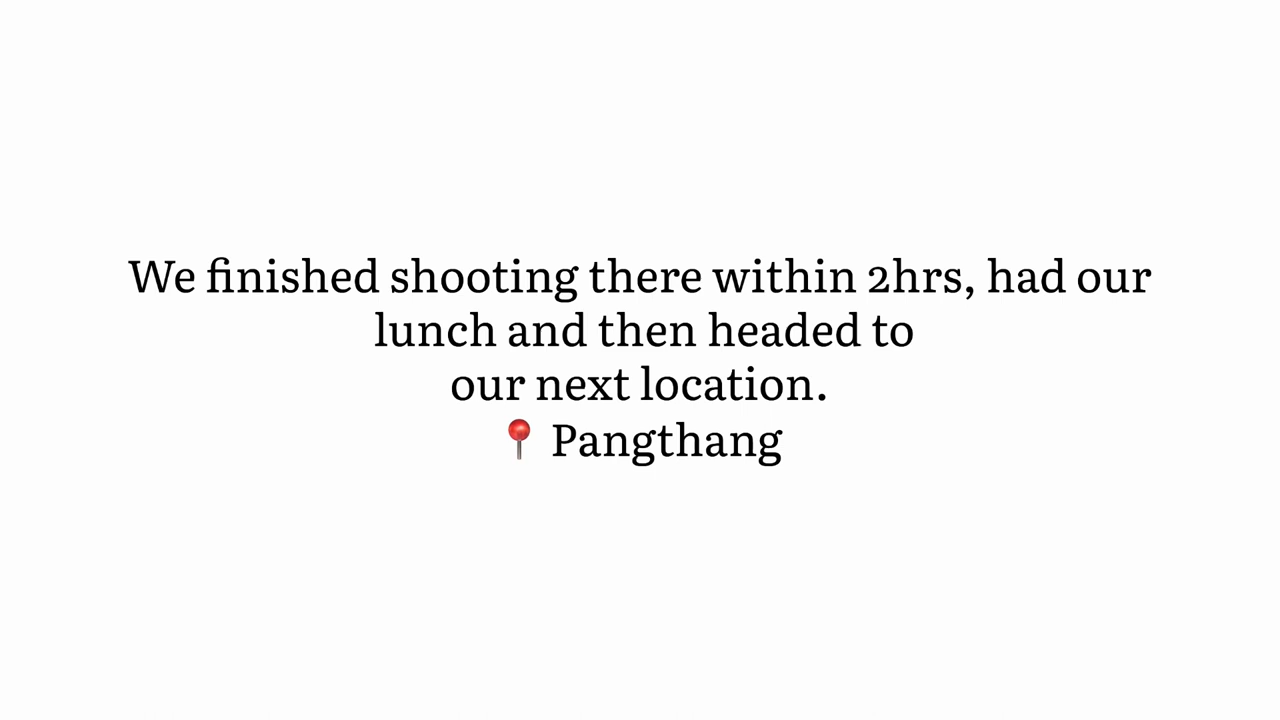 We finished shooting there within 2hrs, had our
lunch and then headed to
our next location.
📍 Pangthang